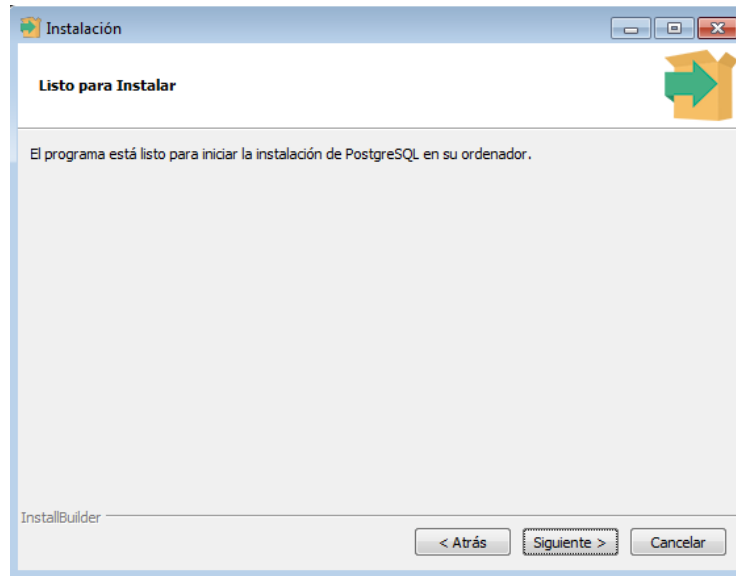 Instalación
Listo para Instalar
El programa está listo para iniciar la instalación de PostgreSQL en su ordenador.
InstallBuilder
< Atrás Siguiente > Cancelar